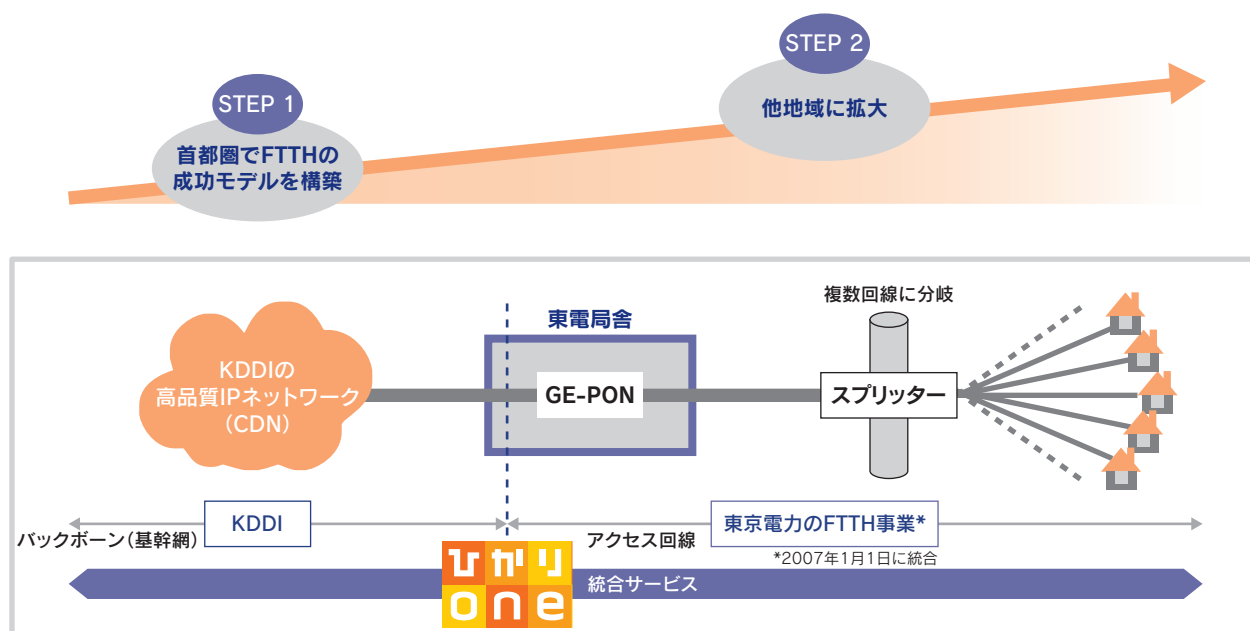 STEP 1
首都圏でFTTHの
成功モデルを構築
STEP 2
他地域に拡大
KDDIの
高品質IPネットワーク
(CDN)
東電局舎
GE-PON
複数回線に分岐
スプリッター
KDDI
バックボーン(基幹網)
アクセス回線
東京電力のFTTH事業*
*2007年1月1日に統合
ひかり
one
統合サービス